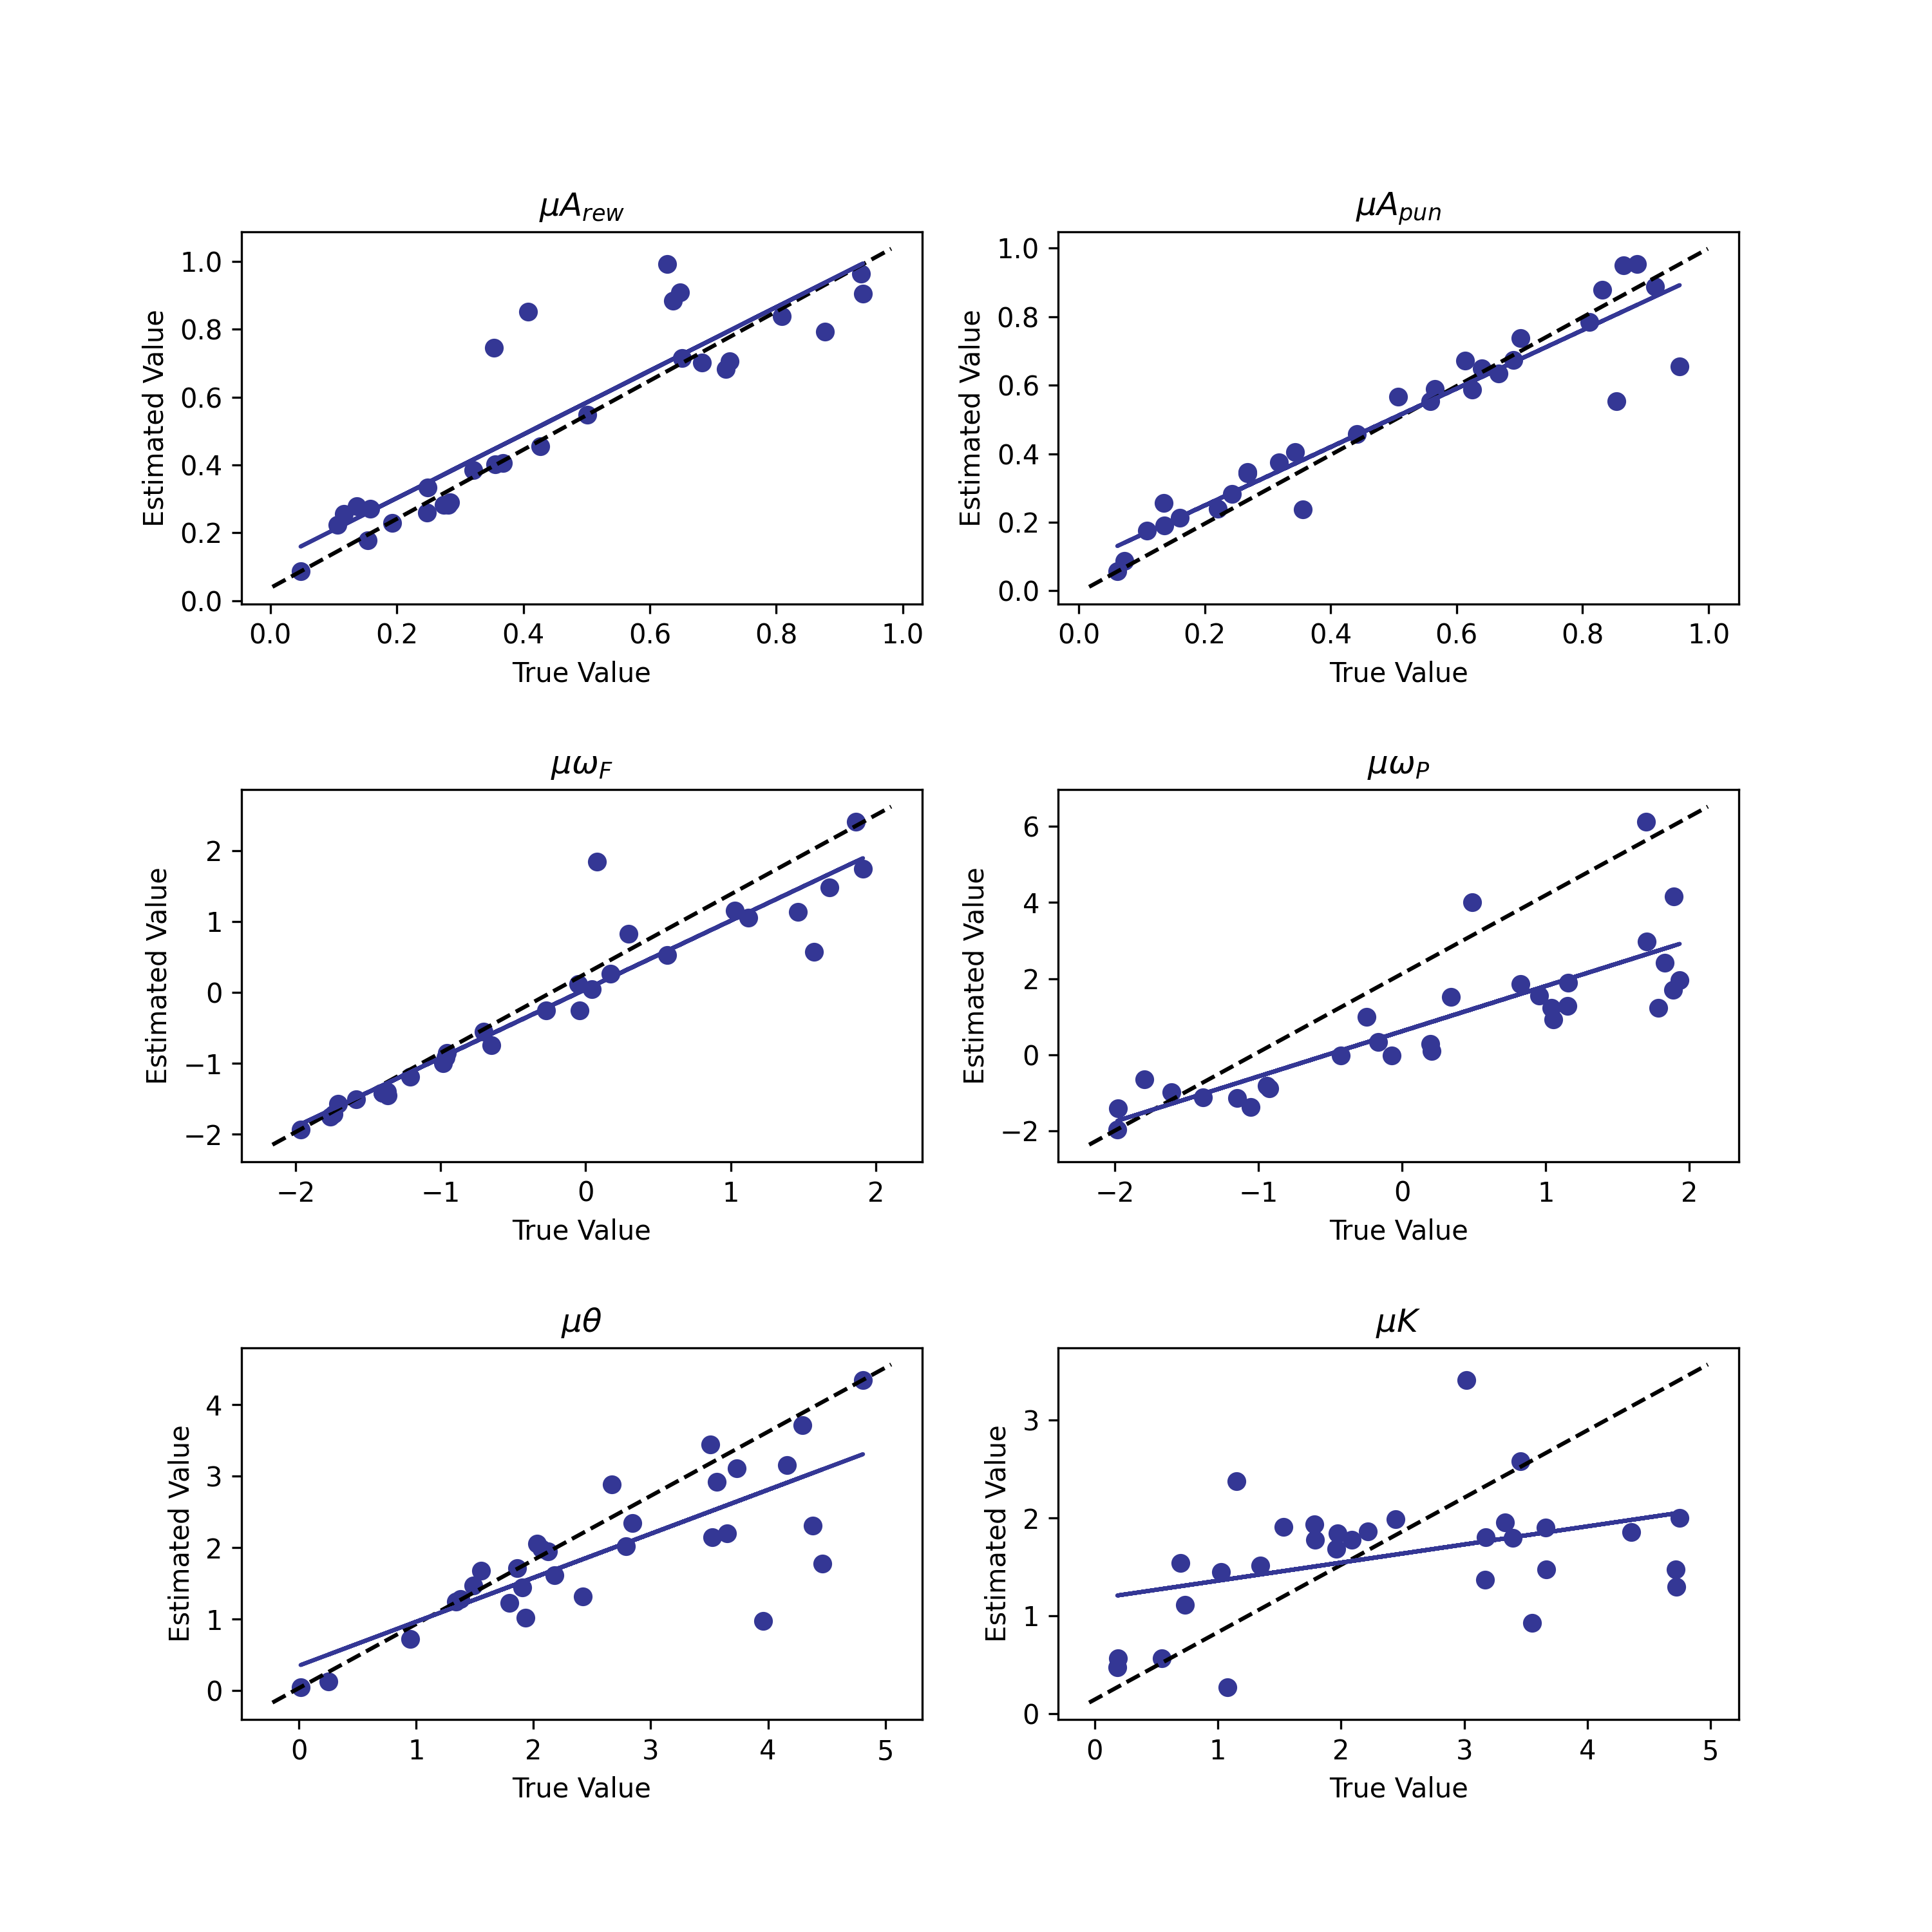 μA_rew
1.0
0.8
0.6
0.4
0.2
0.0
Estimated Value
0.0 0.2 0.4 0.6 0.8 1.0
True Value
μA_pun
1.0
0.8
0.6
0.4
0.2
0.0
Estimated Value
0.0 0.2 0.4 0.6 0.8 1.0
True Value
μω_F
2
1
0
−1
−2
Estimated Value
−2 −1 0 1 2
True Value
μω_P
6
4
2
0
−2
Estimated Value
−2 −1 0 1 2
True Value
μθ
4
3
2
1
0
Estimated Value
0 1 2 3 4 5
True Value
μK
3
2
1
0
Estimated Value
0 1 2 3 4 5
True Value